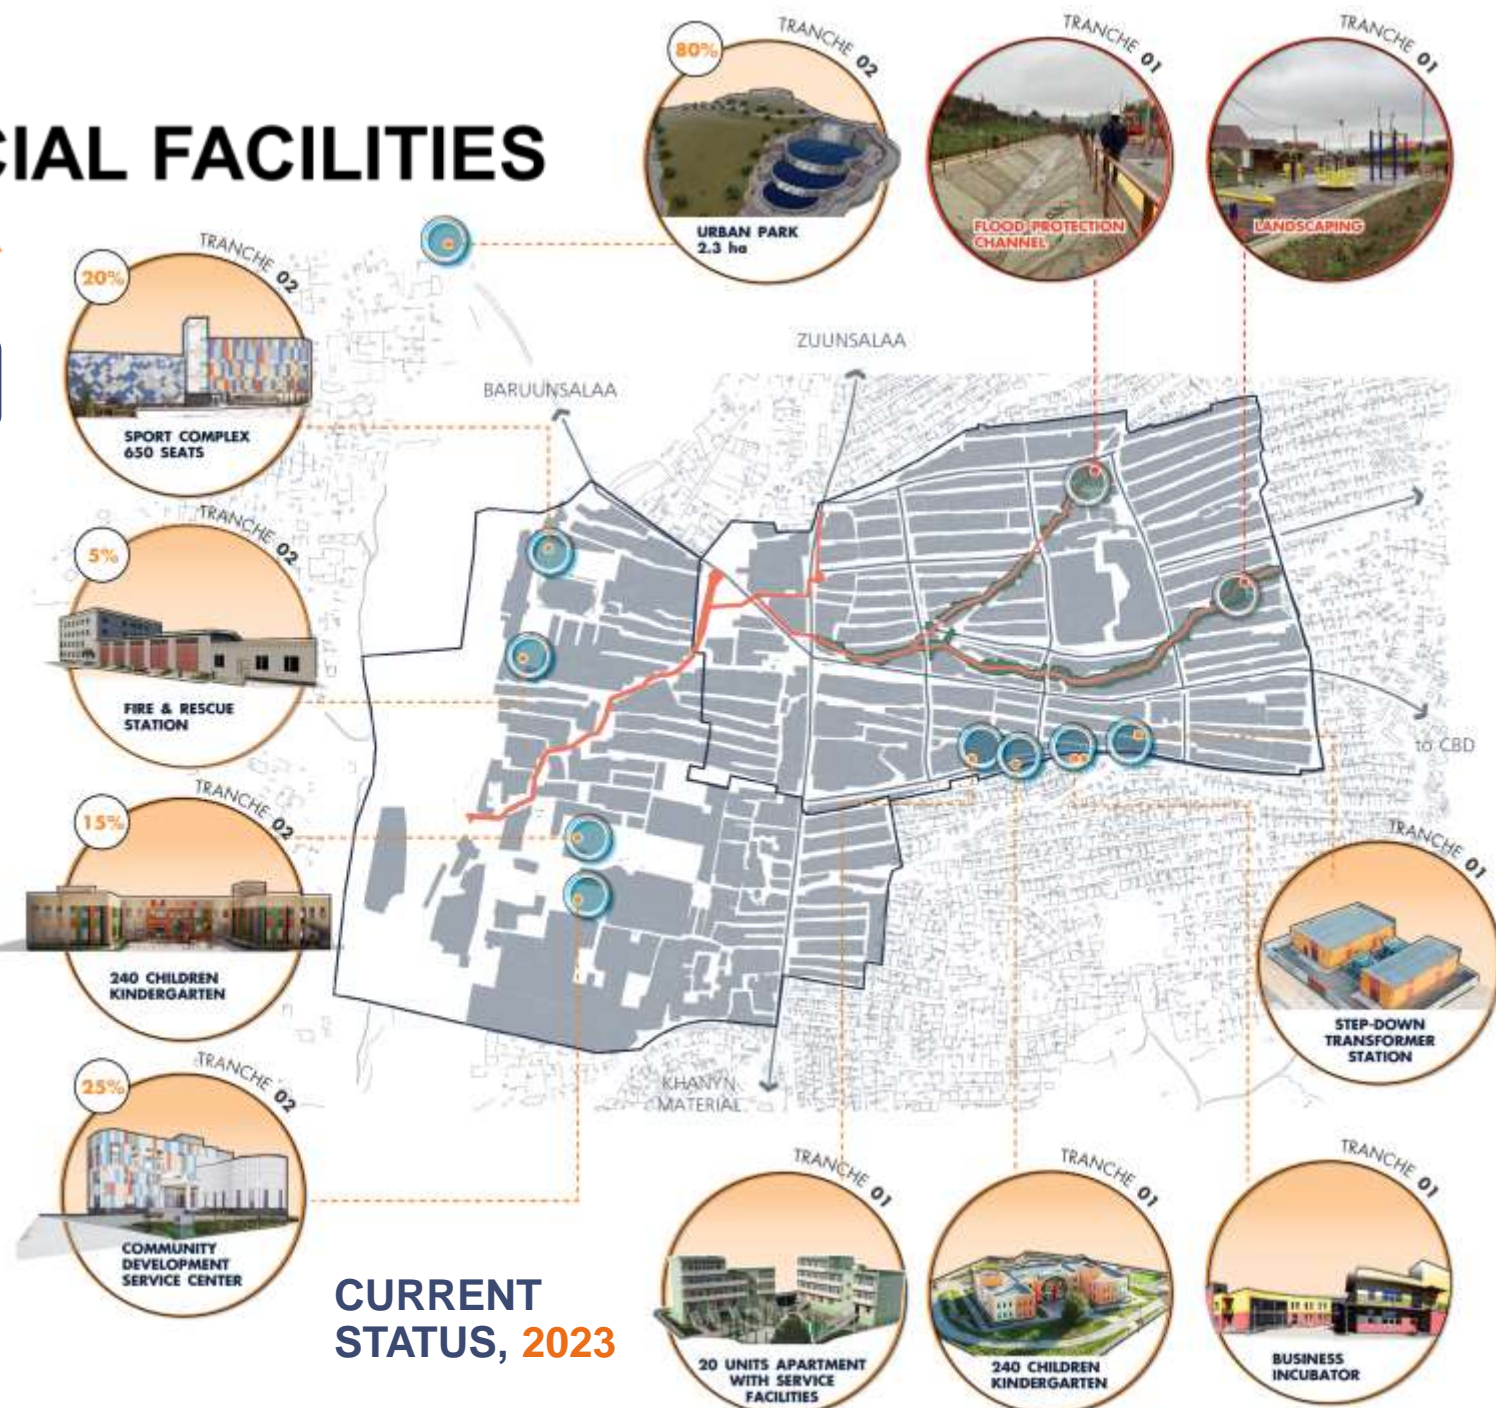 CIAL FACILITIES
80%
TRANCHE 02
URBAN PARK
2.3 ha
TRANCHE 01
FLOOD PROTECTION
CHANNEL
TRANCHE 01
LANDSCAPING
20%
TRANCHE 02
SPORT COMPLEX
650 SEATS
ZUUNSALAA
BARUUNSALAA
5%
TRANCHE 02
FIRE & RESCUE
STATION
to CBD
15%
TRANCHE 02
240 CHILDREN
KINDERGARTEN
TRANCHE 01
STEP-DOWN
TRANSFORMER
STATION
KHANYN
MATERIAL
25%
TRANCHE 02
COMMUNITY
DEVELOPMENT
SERVICE CENTER
CURRENT
STATUS, 2023
TRANCHE 01
20 UNITS APARTMENT
WITH SERVICE
FACILITIES
TRANCHE 01
240 CHILDREN
KINDERGARTEN
TRANCHE 01
BUSINESS
INCUBATOR